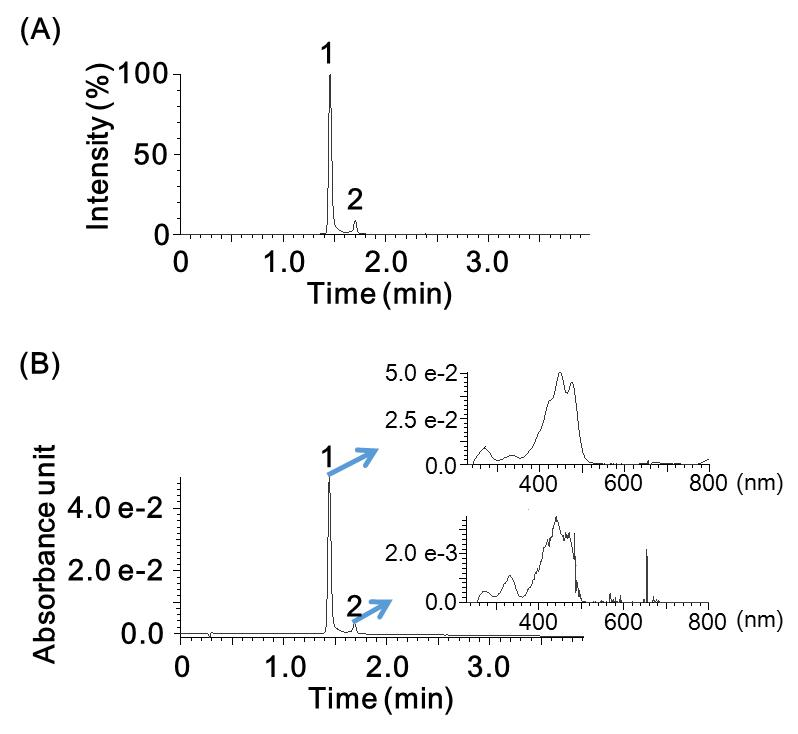 (A)
1
100
50
0
2
Intensity (%)
0 1.0 2.0 3.0
Time (min)
(B)
5.0 e-2
2.5 e-2
0.0
400 600 800 (nm)
1
4.0 e-2
2.0 e-2
0.0
2
Absorbance unit
2.0 e-3
0.0
400 600 800 (nm)
0 1.0 2.0 3.0
Time (min)